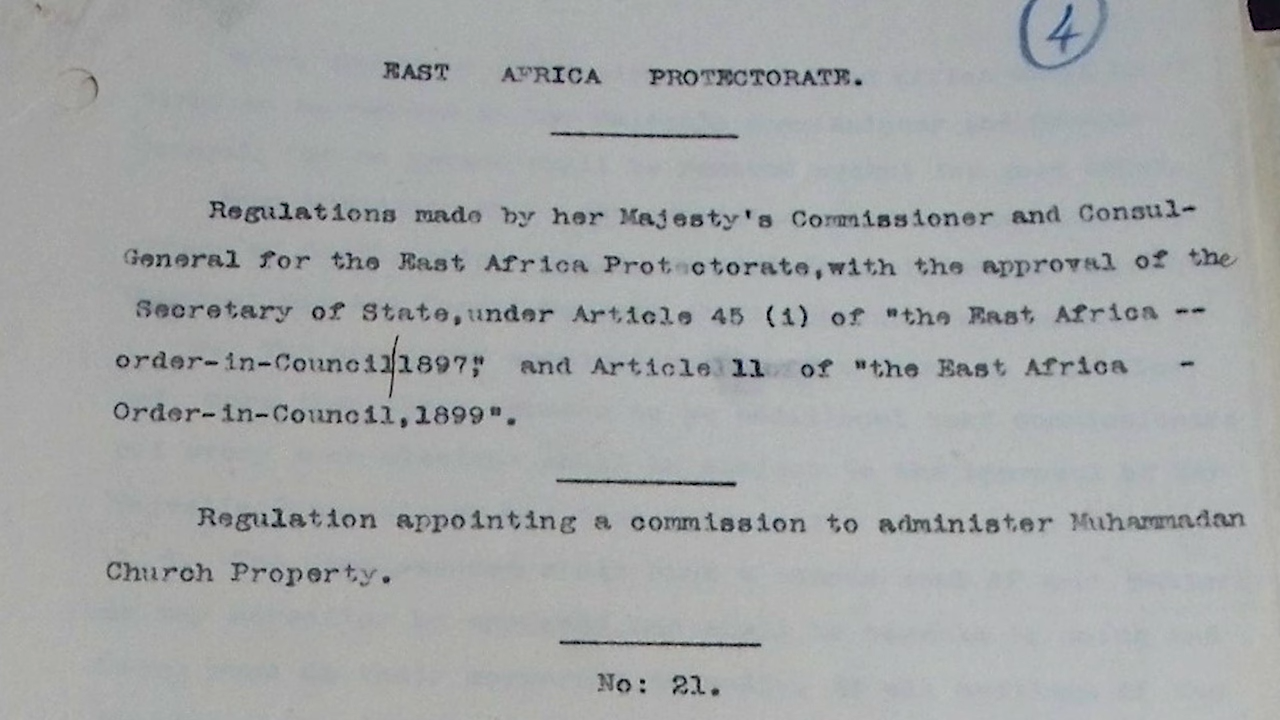 4
EAST AFRICA PROTECTORATE.
Regulations made by her Majesty's Commissioner and Consul-
General for the East Africa Protectorate,with the approval of the
Secretary of State,under Article 45 (i) of "the East Africa --
order-in-Council/1897;" and Article 11 of "the East Africa -
Order-in-Council,1899".
Regulation appointing a commission to administer Muhammadan
Church Property.
No: 21.